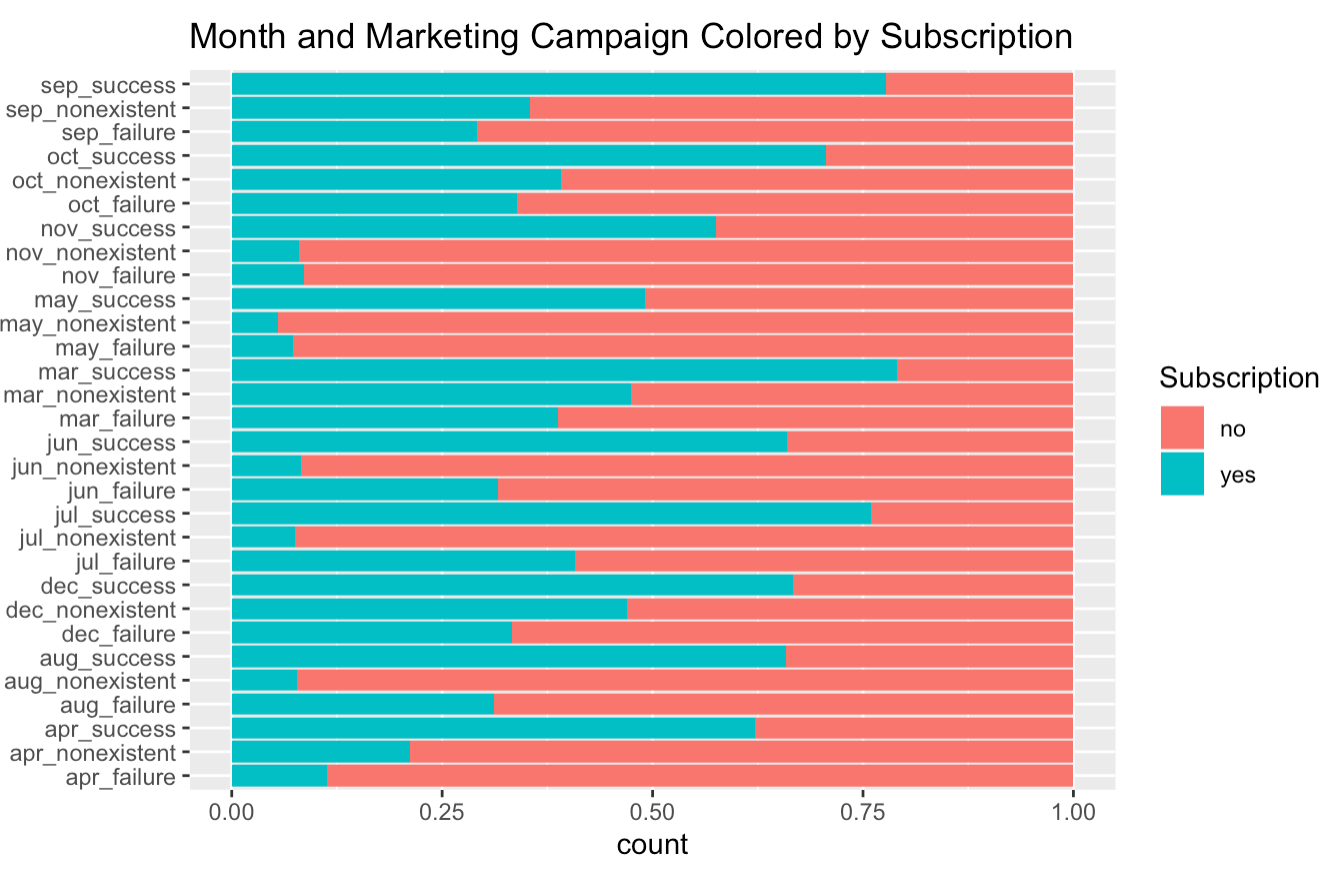 Month and Marketing Campaign Colored by Subscription
sep_success
sep_nonexistent
sep_failure
oct_success
oct_nonexistent
oct_failure
nov_success
nov_nonexistent
nov_failure
may_success
may_nonexistent
may_failure
mar_success
mar_nonexistent
mar_failure
jun_success
jun_nonexistent
jun_failure
jul_success
jul_nonexistent
jul_failure
dec_success
dec_nonexistent
dec_failure
aug_success
aug_nonexistent
aug_failure
apr_success
apr_nonexistent
apr_failure
0.00 0.25 0.50 0.75 1.00
count
Subscription
no
yes